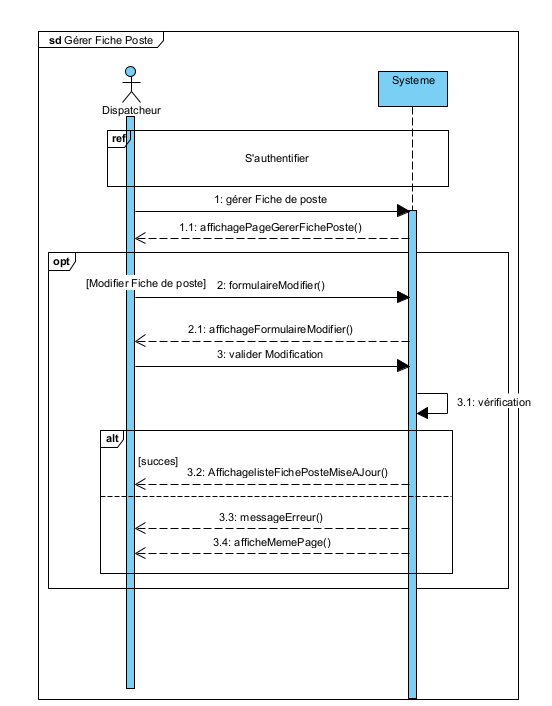 sd Gérer Fiche Poste
Systeme
Dispatcheur
ref
S'authentifier
1: gérer Fiche de poste
1.1: affichagePageGererFichePoste()
opt
[Modifier Fiche de poste]
2: formulaireModifier()
2.1: affichageFormulaireModifier()
3: valider Modification
3.1: vérification
alt
[succes]
3.2: AffichagelisteFichePosteMiseAJour()
3.3: messageErreur()
3.4: afficheMemePage()